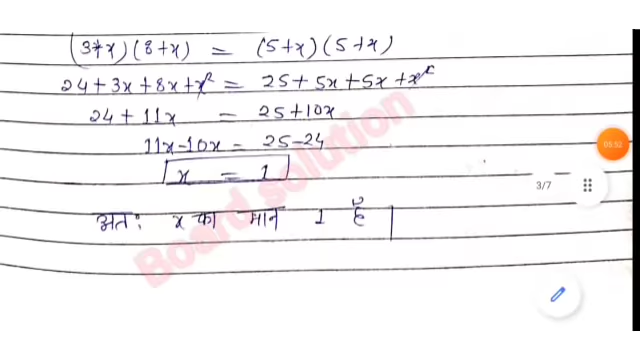 (3+x)(8+x) = (5+x)(5+x)
24+3x+8x+x² = 25+5x+5x+x²
24+11x = 25+10x
11x-10x = 25-24
x = 1
अतः x का मान 1 है |
Board solution
3/7